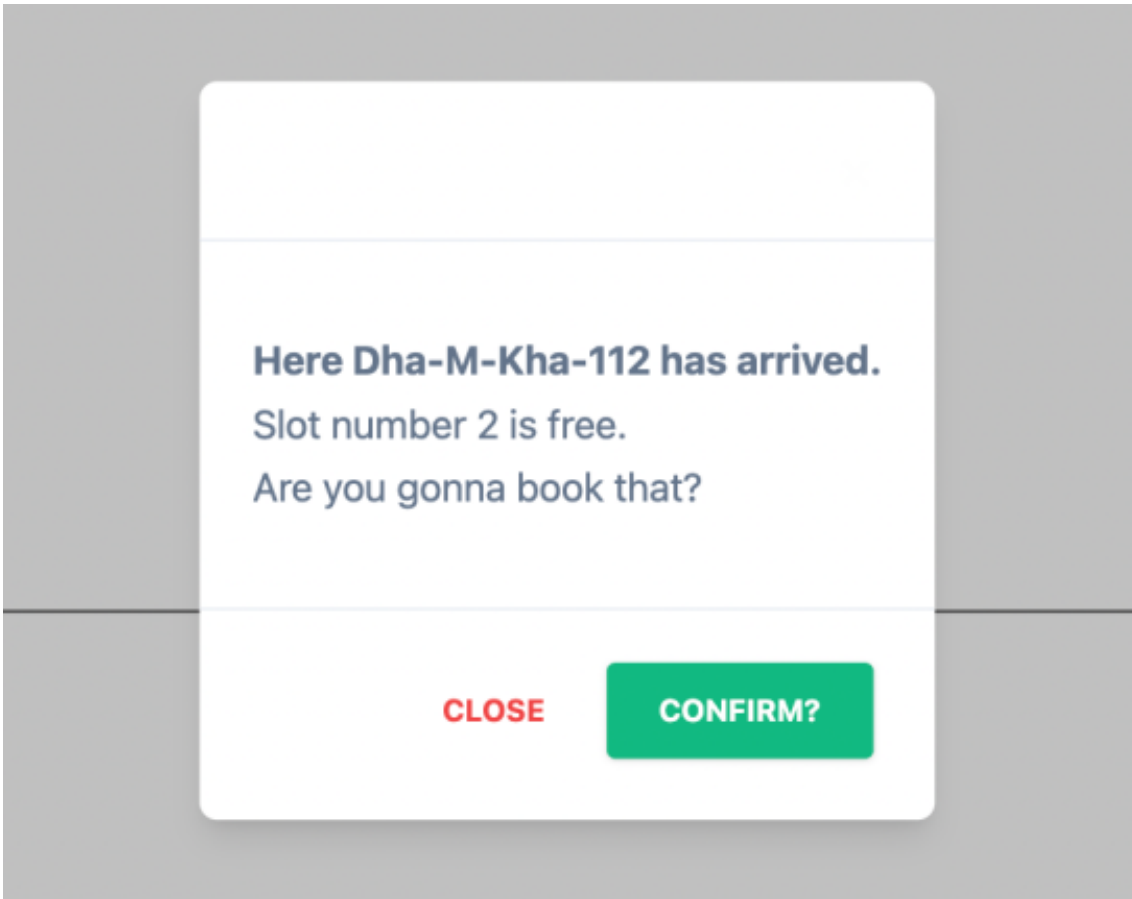 Here Dha-M-Kha-112 has arrived.
Slot number 2 is free.
Are you gonna book that?
CLOSE
CONFIRM?